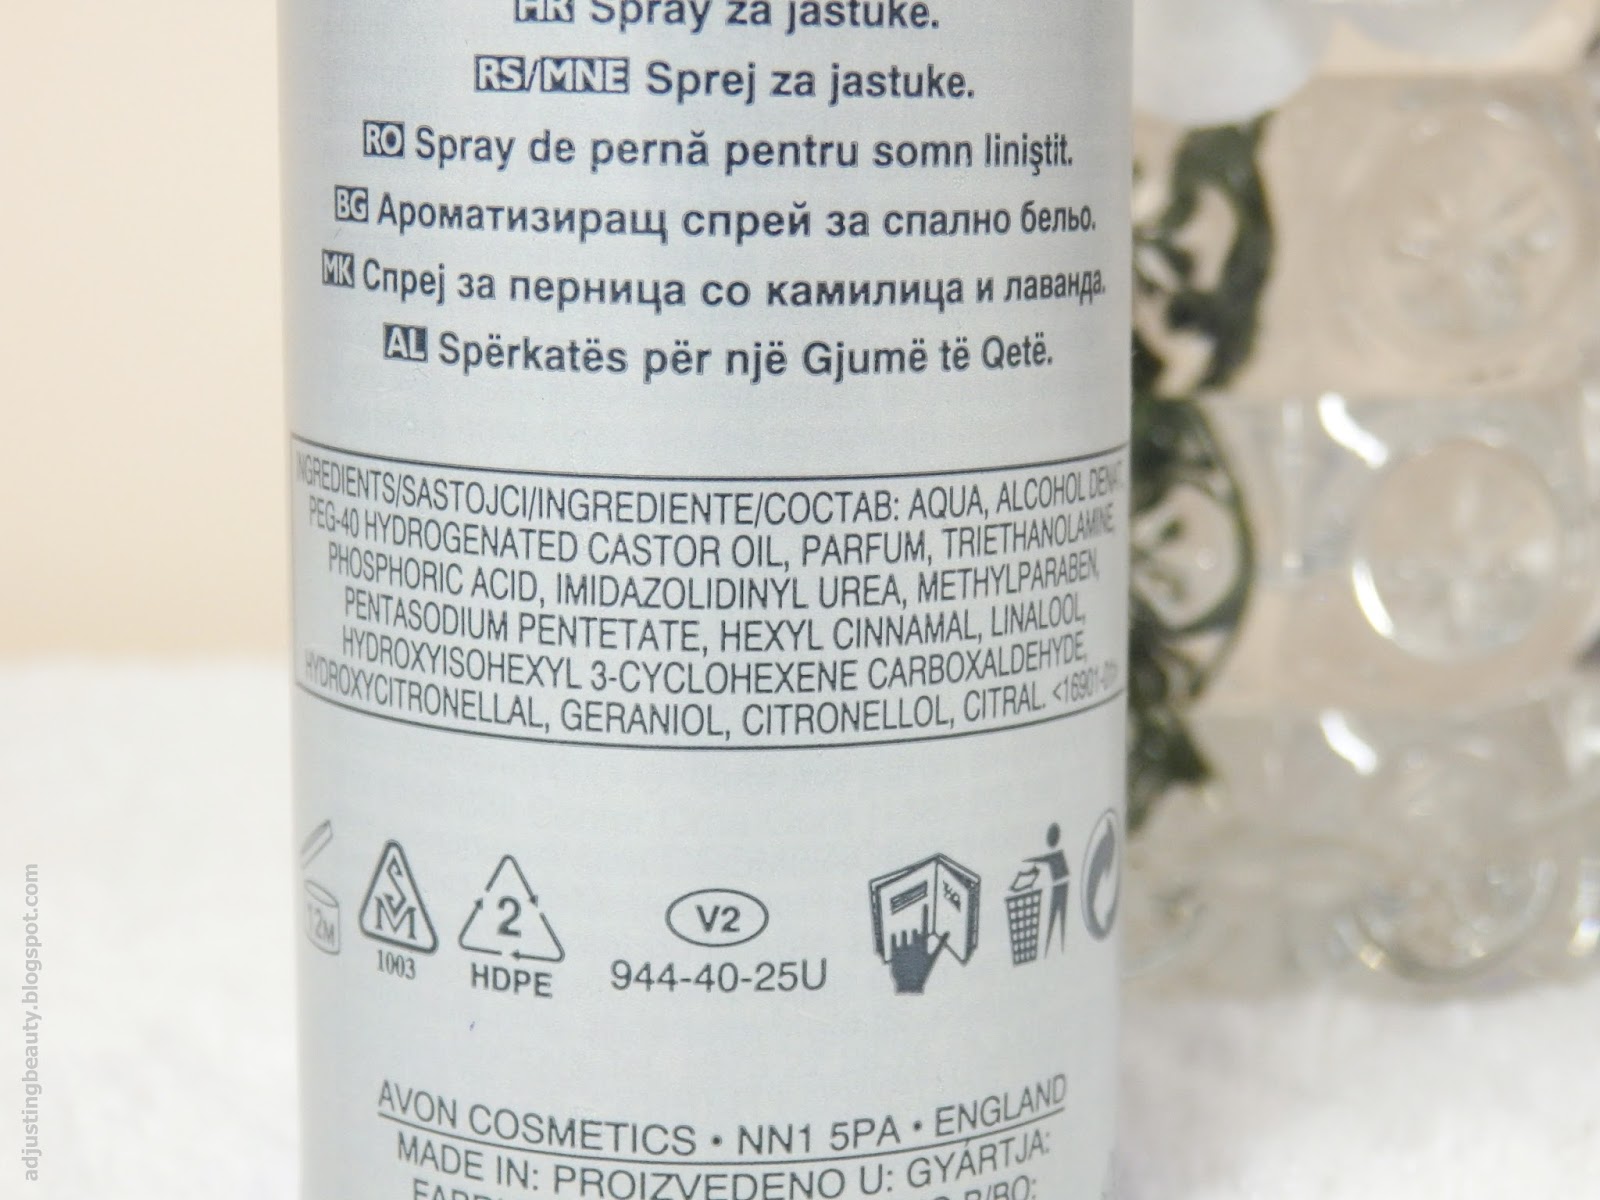 HR Spray za jastuke.
RS/MNE Sprej za jastuke.
RO Spray de pernă pentru somn liniştit.
BG Ароматизиращ спрей за спално бельо.
MK Спреј за перница со камилица и лаванда.
AL Spërkatës për një Gjumë të Qetë.
INGREDIENTS/SASTOJCI/INGREDIENTE/СОСТАВ: AQUA, ALCOHOL DENAT
PEG-40 HYDROGENATED CASTOR OIL, PARFUM, TRIETHANOLAMINE,
PHOSPHORIC ACID, IMIDAZOLIDINYL UREA, METHYLPARABEN,
PENTASODIUM PENTETATE, HEXYL CINNAMAL, LINALOOL,
HYDROXYISOHEXYL 3-CYCLOHEXENE CARBOXALDEHYDE,
HYDROXYCITRONELLAL, GERANIOL, CITRONELLOL, CITRAL. <16901-01>
12M
SM
1003
2
HDPE
V2
944-40-25U
AVON COSMETICS • NN1 5PA • ENGLAND
MADE IN: PROIZVEDENO U: GYÁRTJA:
adjustingbeauty.blogspot.com